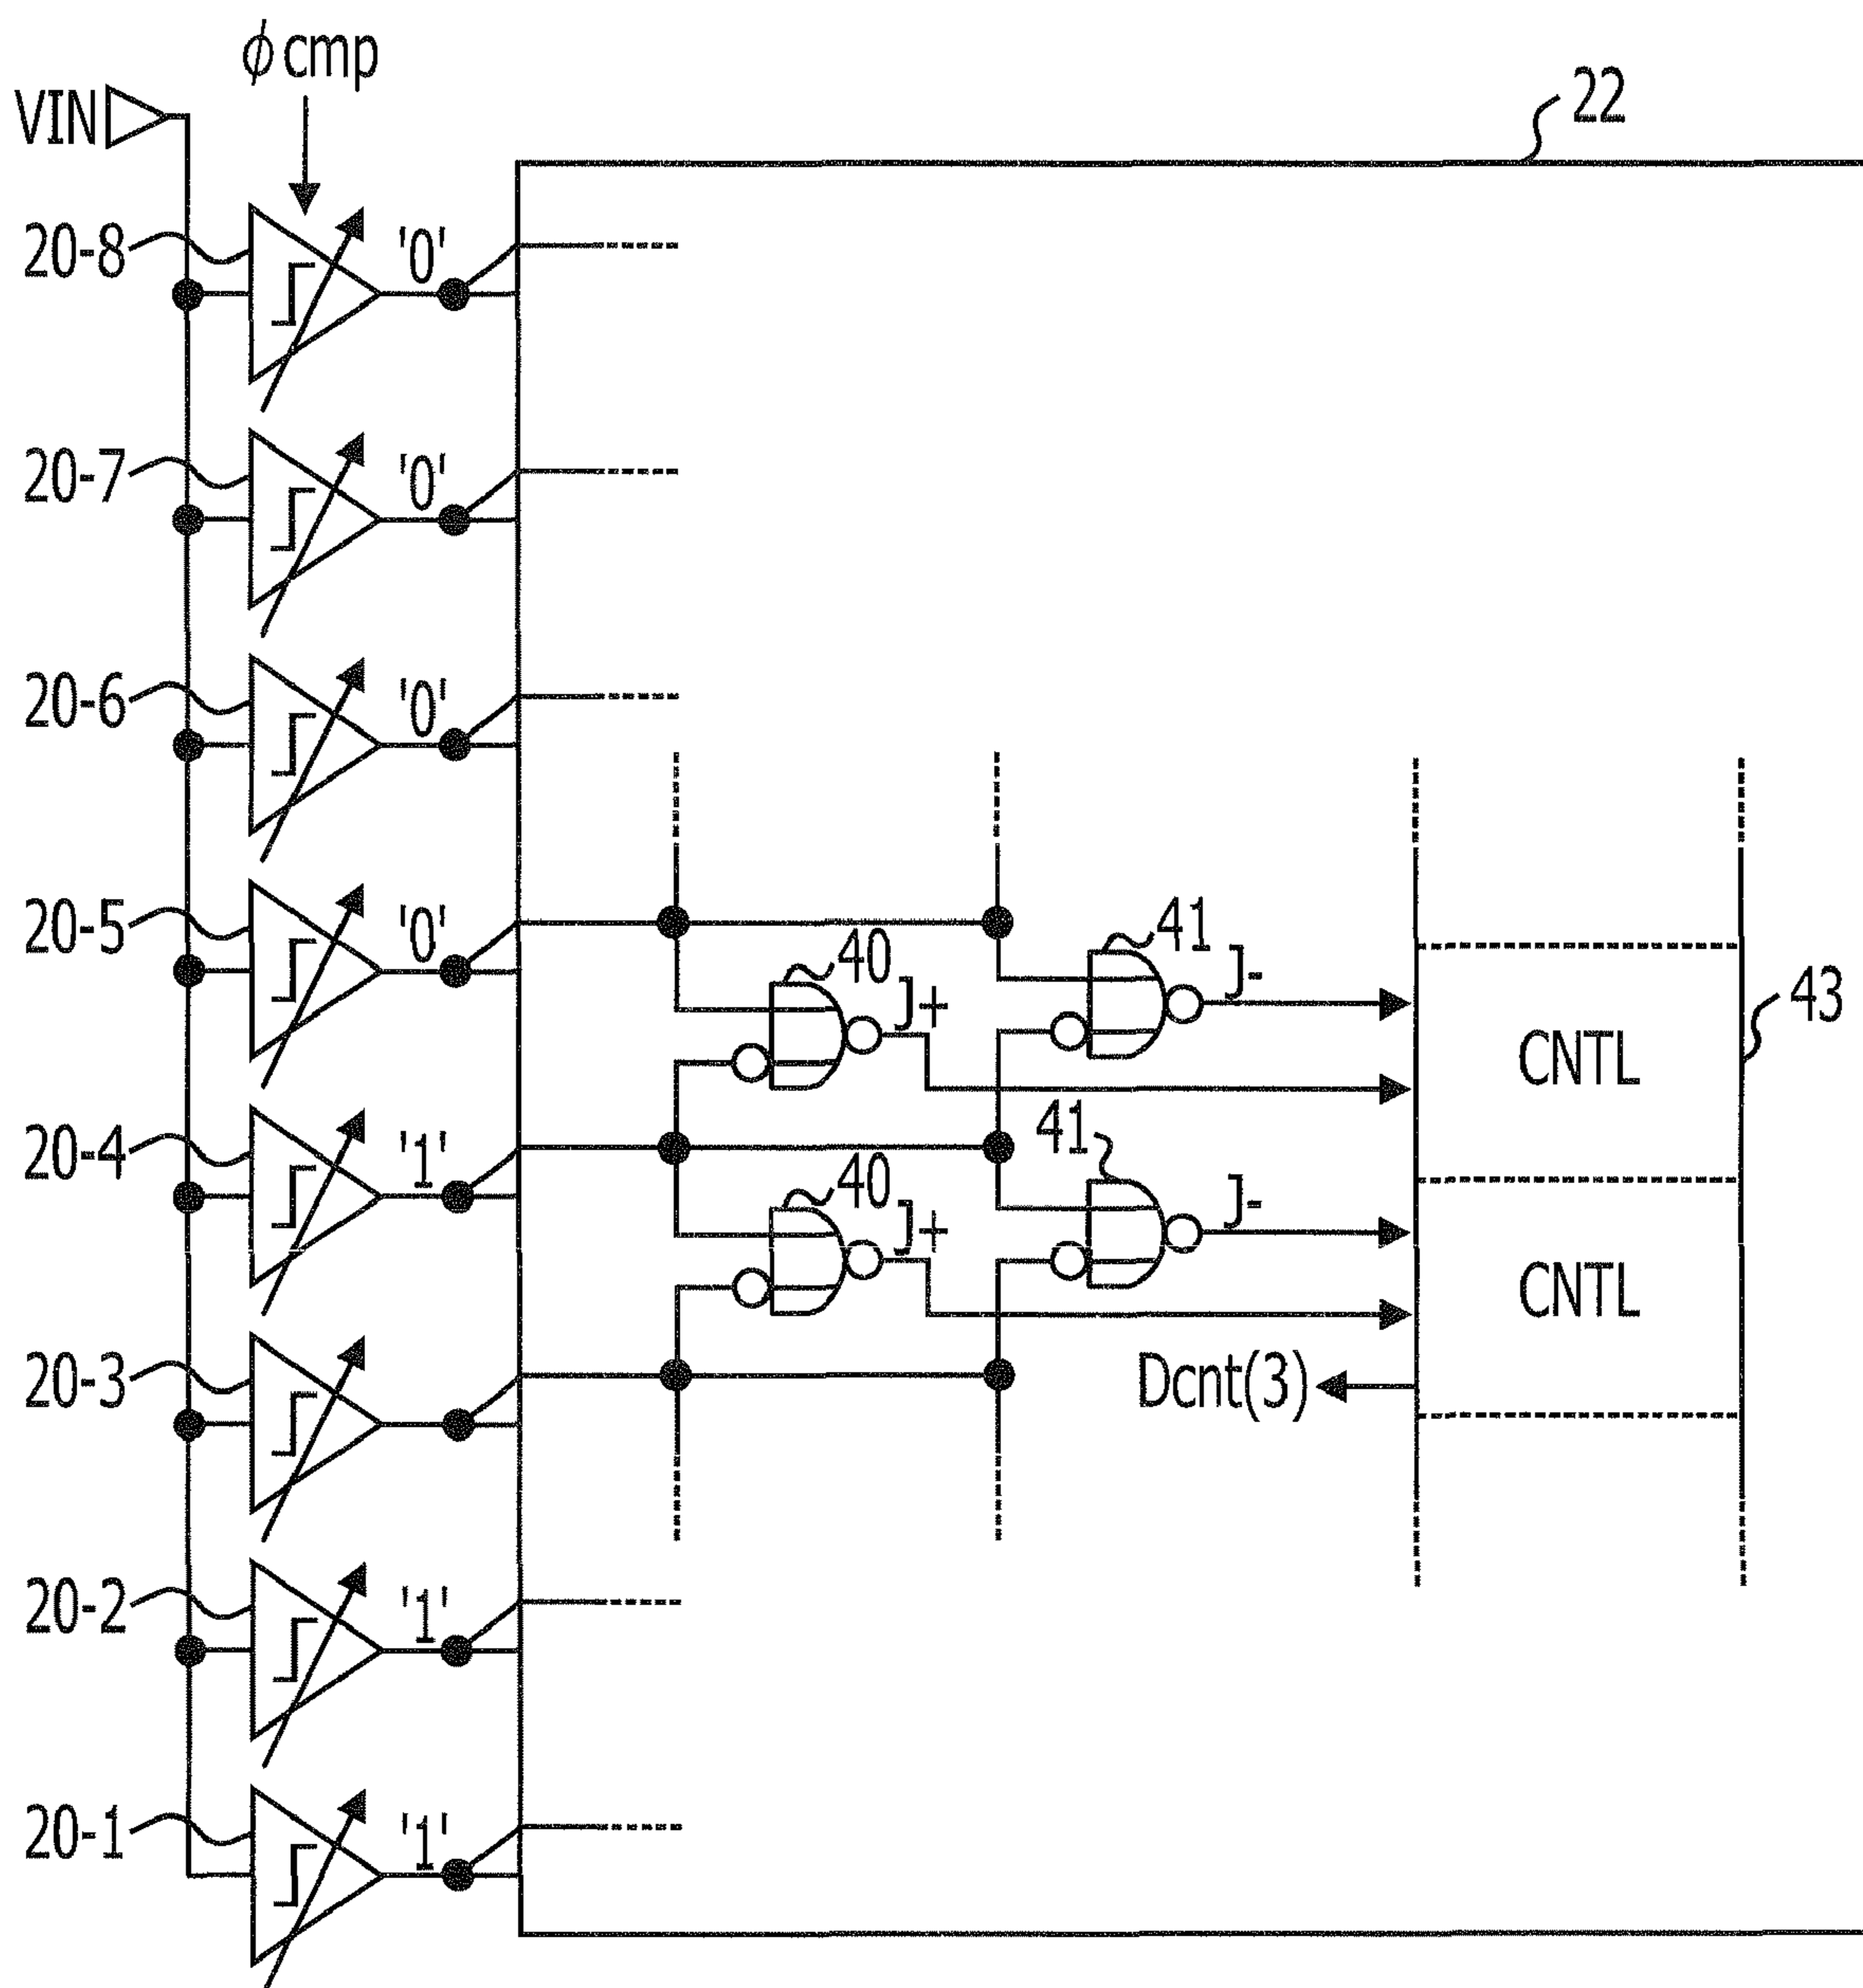 ϕcmp
VIN
22
20-8
'0'
20-7
'0'
20-6
'0'
20-5
'0'
40
J+
41
J-
43
CNTL
20-4
'1'
40
J+
41
J-
CNTL
20-3
Dcnt(3)
20-2
'1'
20-1
'1'